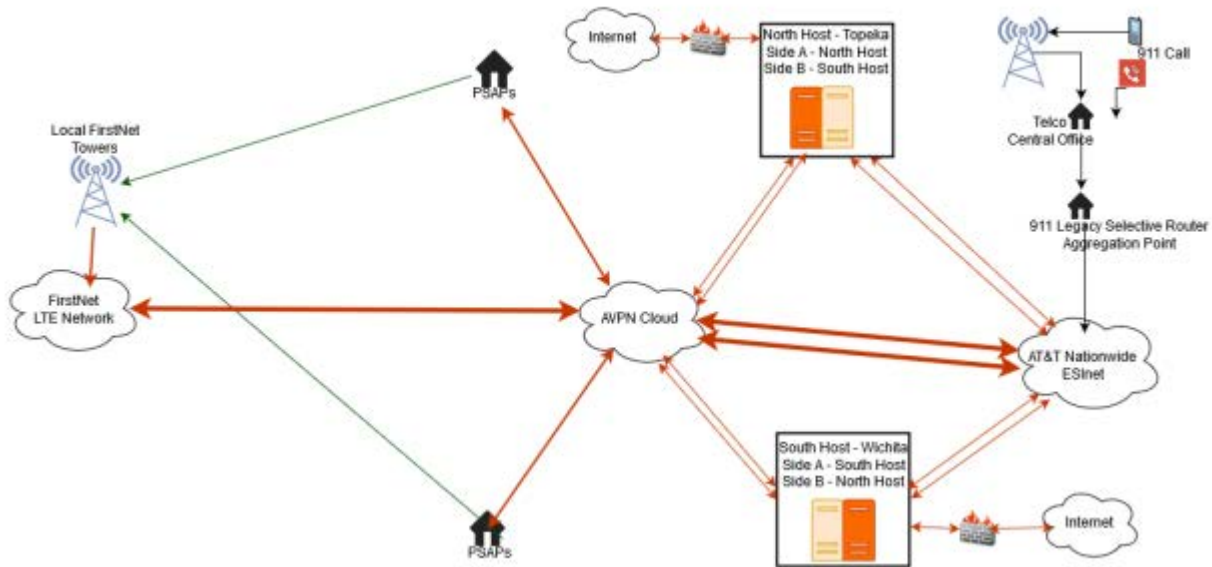 Internet
North Host - Topeka
Side A - North Host
Side B - South Host
911 Call
PSAPs
Telco
Central Office
Local FirstNet
Towers
911 Legacy Selective Router
Aggregation Point
FirstNet
LTE Network
AVPN Cloud
AT&T Nationwide
ESInet
South Host - Wichita
Side A - South Host
Side B - North Host
Internet
PSAPs